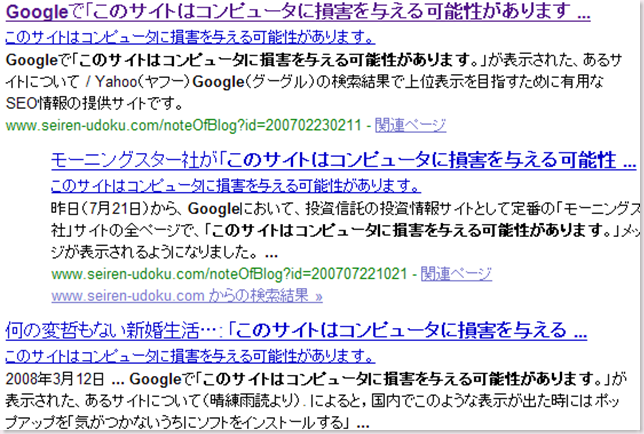 Googleで「このサイトはコンピュータに損害を与える可能性があります ...
このサイトはコンピュータに損害を与える可能性があります。
Googleで「このサイトはコンピュータに損害を与える可能性があります。」が表示された、あるサ
イトについて / Yahoo(ヤフー)Google(グーグル)の検索結果で上位表示を目指すために有用な
SEO情報の提供サイトです。
www.seiren-udoku.com/noteOfBlog?id=200702230211 - 関連ページ
モーニングスター社が「このサイトはコンピュータに損害を与える可能性 ...
このサイトはコンピュータに損害を与える可能性があります。
昨日(7月21日)から、Googleにおいて、投資信託の投資情報サイトとして定番の「モーニングス
社」サイトの全ページで、「このサイトはコンピュータに損害を与える可能性があります。」メッ
ジが表示されるようになりました。 ...
www.seiren-udoku.com/noteOfBlog?id=200707221021 - 関連ページ
www.seiren-udoku.com からの検索結果 »
何の変哲もない新婚生活…: 「このサイトはコンピュータに損害を与える ...
このサイトはコンピュータに損害を与える可能性があります。
2008年3月12日 ... Googleで「このサイトはコンピュータに損害を与える可能性があります。」が
表示された、あるサイトについて(晴練雨読より). によると, 国内でこのような表示が出た時にはポッ
プアップを「気がつかないうちにソフトをインストールする」 ...